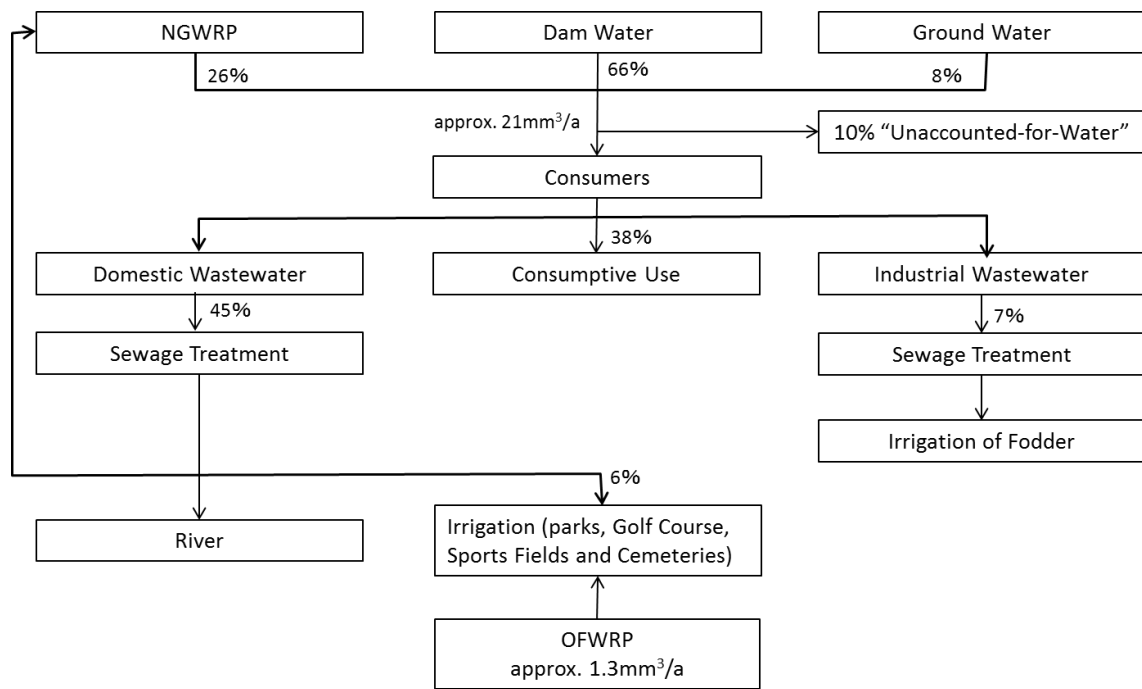 NGWRP
Dam Water
Ground Water
26%
66%
8%
approx. 21mm³/a
10% “Unaccounted-for-Water”
Consumers
38%
Domestic Wastewater
Consumptive Use
Industrial Wastewater
45%
7%
Sewage Treatment
Sewage Treatment
Irrigation of Fodder
6%
River
Irrigation (parks, Golf Course,
Sports Fields and Cemeteries)
OFWRP
approx. 1.3mm³/a